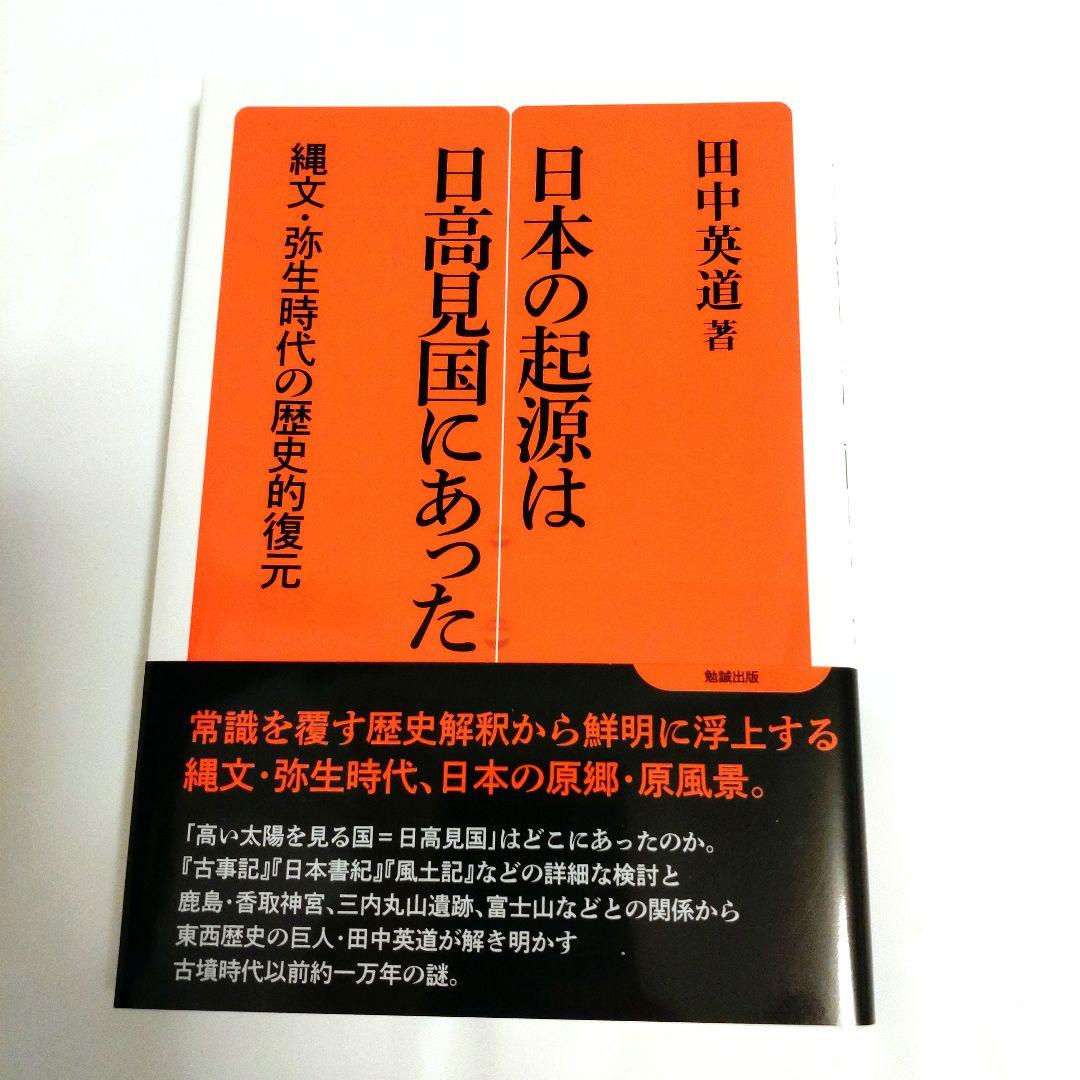 田中英道 著
日本の起源は
日高見国にあった
縄文・弥生時代の歴史的復元
勉誠出版
常識を覆す歴史解釈から鮮明に浮上する
縄文・弥生時代、日本の原郷・原風景。
「高い太陽を見る国=日高見国」はどこにあったのか。
『古事記』『日本書紀』『風土記』などの詳細な検討と
鹿島・香取神宮、三内丸山遺跡、富士山などとの関係から
東西歴史の巨人・田中英道が解き明かす
古墳時代以前約一万年の謎。